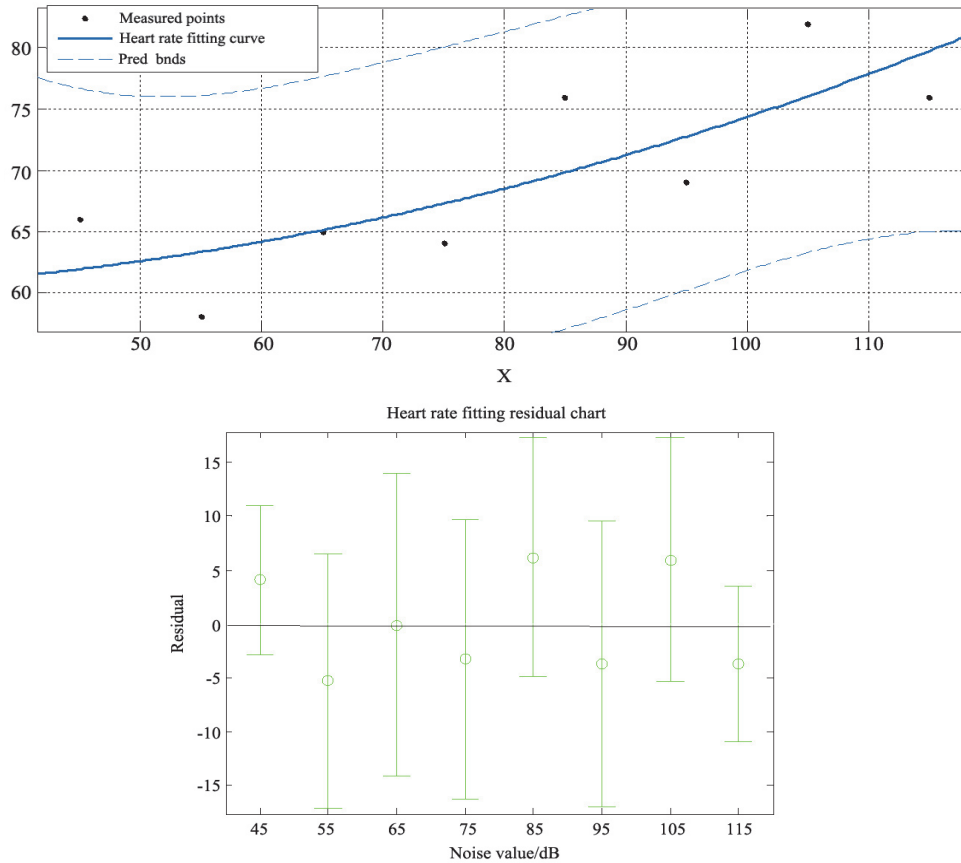 Measured points
Heart rate fitting curve
Pred bnds
80
75
70
65
60
50 60 70 80 90 100 110
X
Heart rate fitting residual chart
15
10
5
0
-5
-10
-15
Residual
45 55 65 75 85 95 105 115
Noise value/dB